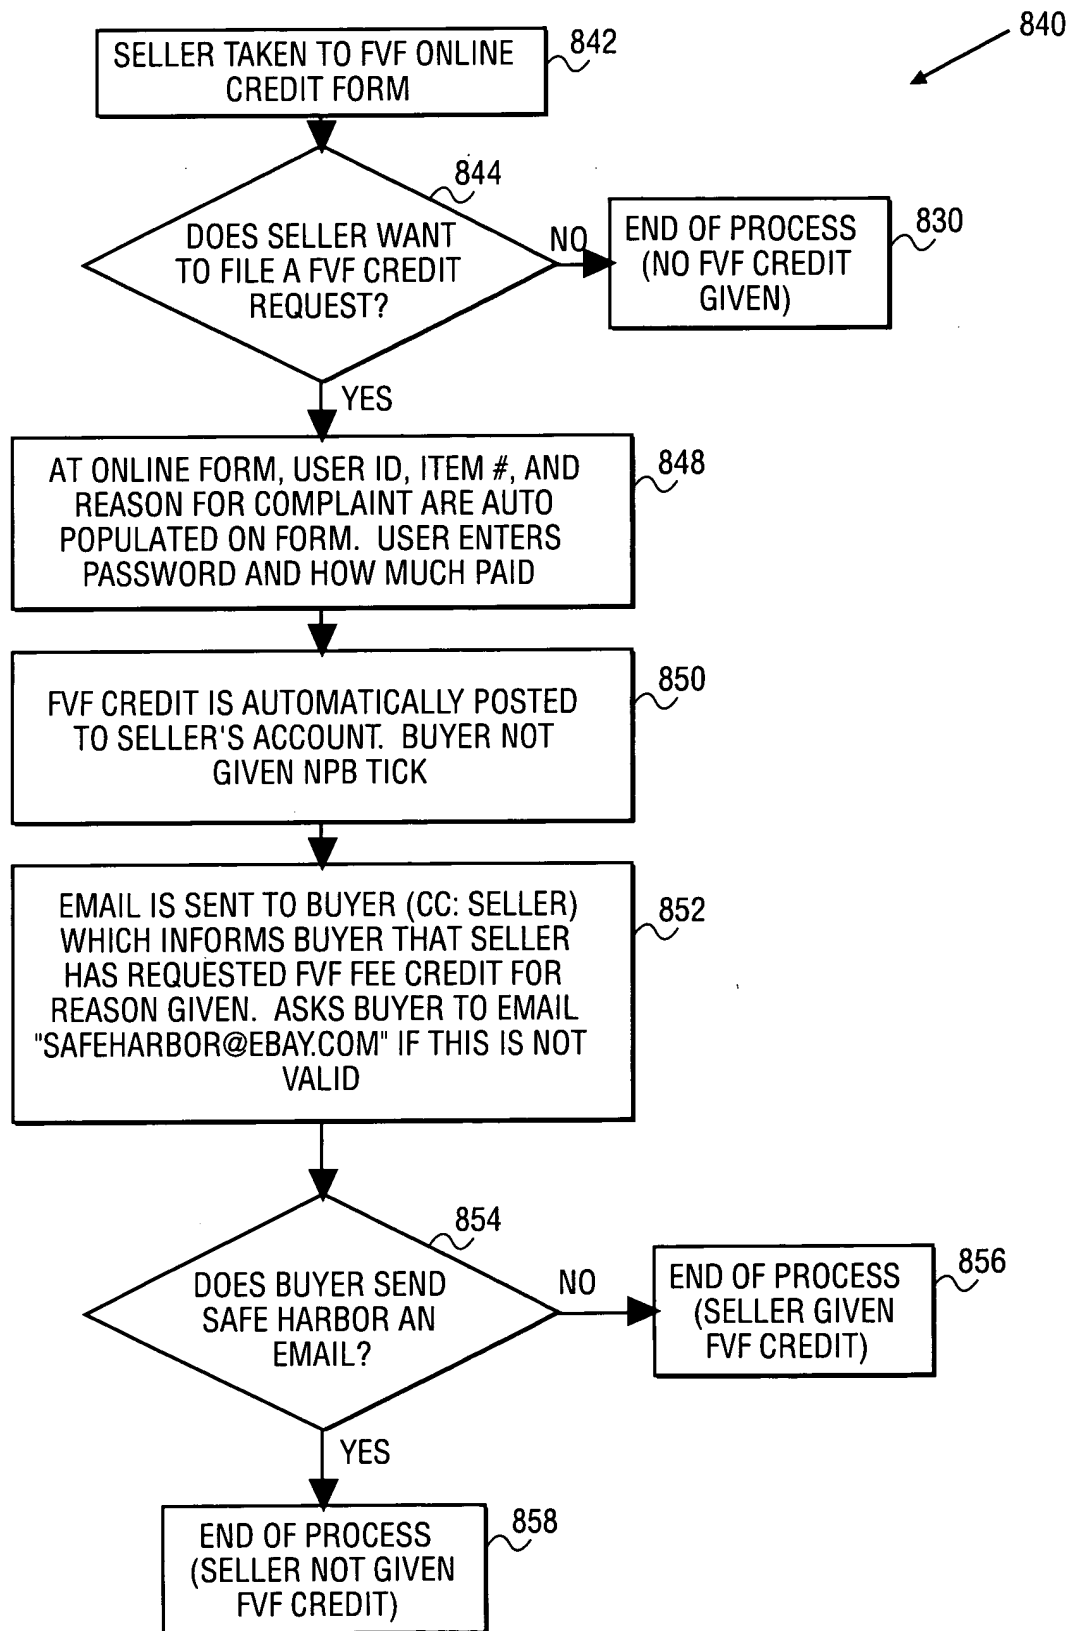 840
SELLER TAKEN TO FVF ONLINE
CREDIT FORM
842
844
DOES SELLER WANT
TO FILE A FVF CREDIT
REQUEST?
NO
END OF PROCESS
(NO FVF CREDIT
GIVEN)
830
YES
AT ONLINE FORM, USER ID, ITEM #, AND
REASON FOR COMPLAINT ARE AUTO
POPULATED ON FORM. USER ENTERS
PASSWORD AND HOW MUCH PAID
848
FVF CREDIT IS AUTOMATICALLY POSTED
TO SELLER'S ACCOUNT. BUYER NOT
GIVEN NPB TICK
850
EMAIL IS SENT TO BUYER (CC: SELLER)
WHICH INFORMS BUYER THAT SELLER
HAS REQUESTED FVF FEE CREDIT FOR
REASON GIVEN. ASKS BUYER TO EMAIL
"SAFEHARBOR@EBAY.COM" IF THIS IS NOT
VALID
852
854
DOES BUYER SEND
SAFE HARBOR AN
EMAIL?
NO
END OF PROCESS
(SELLER GIVEN
FVF CREDIT)
856
YES
END OF PROCESS
(SELLER NOT GIVEN
FVF CREDIT)
858